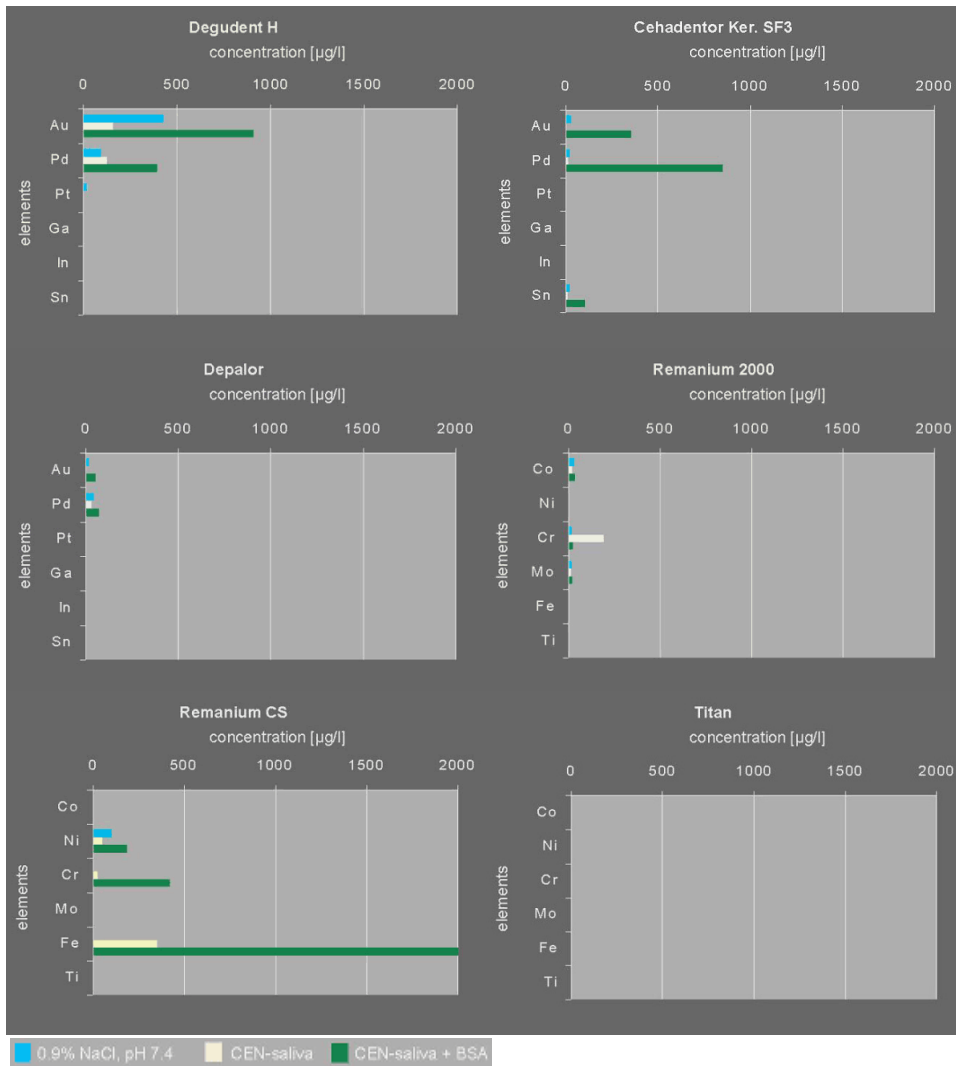 Degudent H
concentration [µg/l]
0 500 1000 1500 2000
elements
Au
Pd
Pt
Ga
In
Sn
Cehadentor Ker. SF3
concentration [µg/l]
0 500 1000 1500 2000
elements
Au
Pd
Pt
Ga
In
Sn
Depalor
concentration [µg/l]
0 500 1000 1500 2000
elements
Au
Pd
Pt
Ga
In
Sn
Remanium 2000
concentration [µg/l]
0 500 1000 1500 2000
elements
Co
Ni
Cr
Mo
Fe
Ti
Remanium CS
concentration [µg/l]
0 500 1000 1500 2000
elements
Co
Ni
Cr
Mo
Fe
Ti
Titan
concentration [µg/l]
0 500 1000 1500 2000
elements
Co
Ni
Cr
Mo
Fe
Ti
0.9% NaCl, pH 7.4 CEN-saliva CEN-saliva + BSA